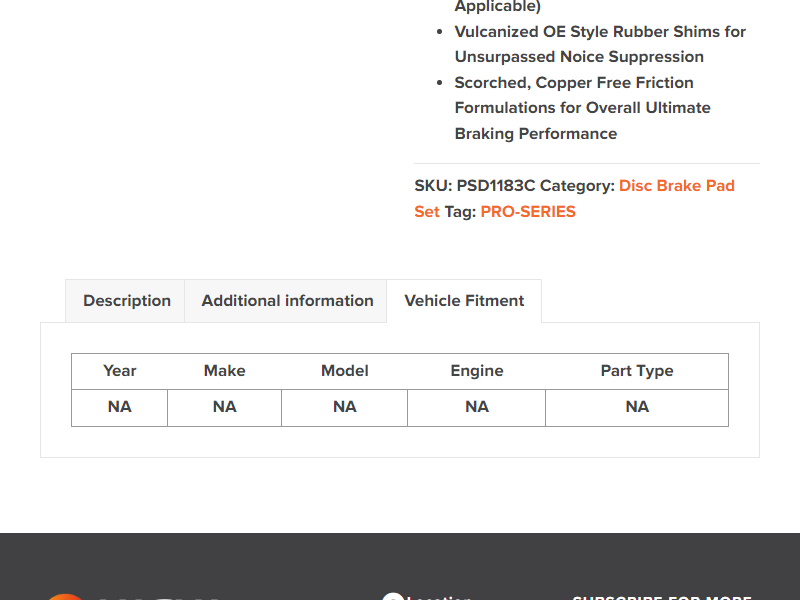 Applicable)
• Vulcanized OE Style Rubber Shims for
Unsurpassed Noice Suppression
• Scorched, Copper Free Friction
Formulations for Overall Ultimate
Braking Performance
SKU: PSD1183C Category: Disc Brake Pad
Set Tag: PRO-SERIES
Description Additional information Vehicle Fitment
Year Make Model Engine Part Type
NA NA NA NA NA
Location
SUBSCRIBE FOR MORE